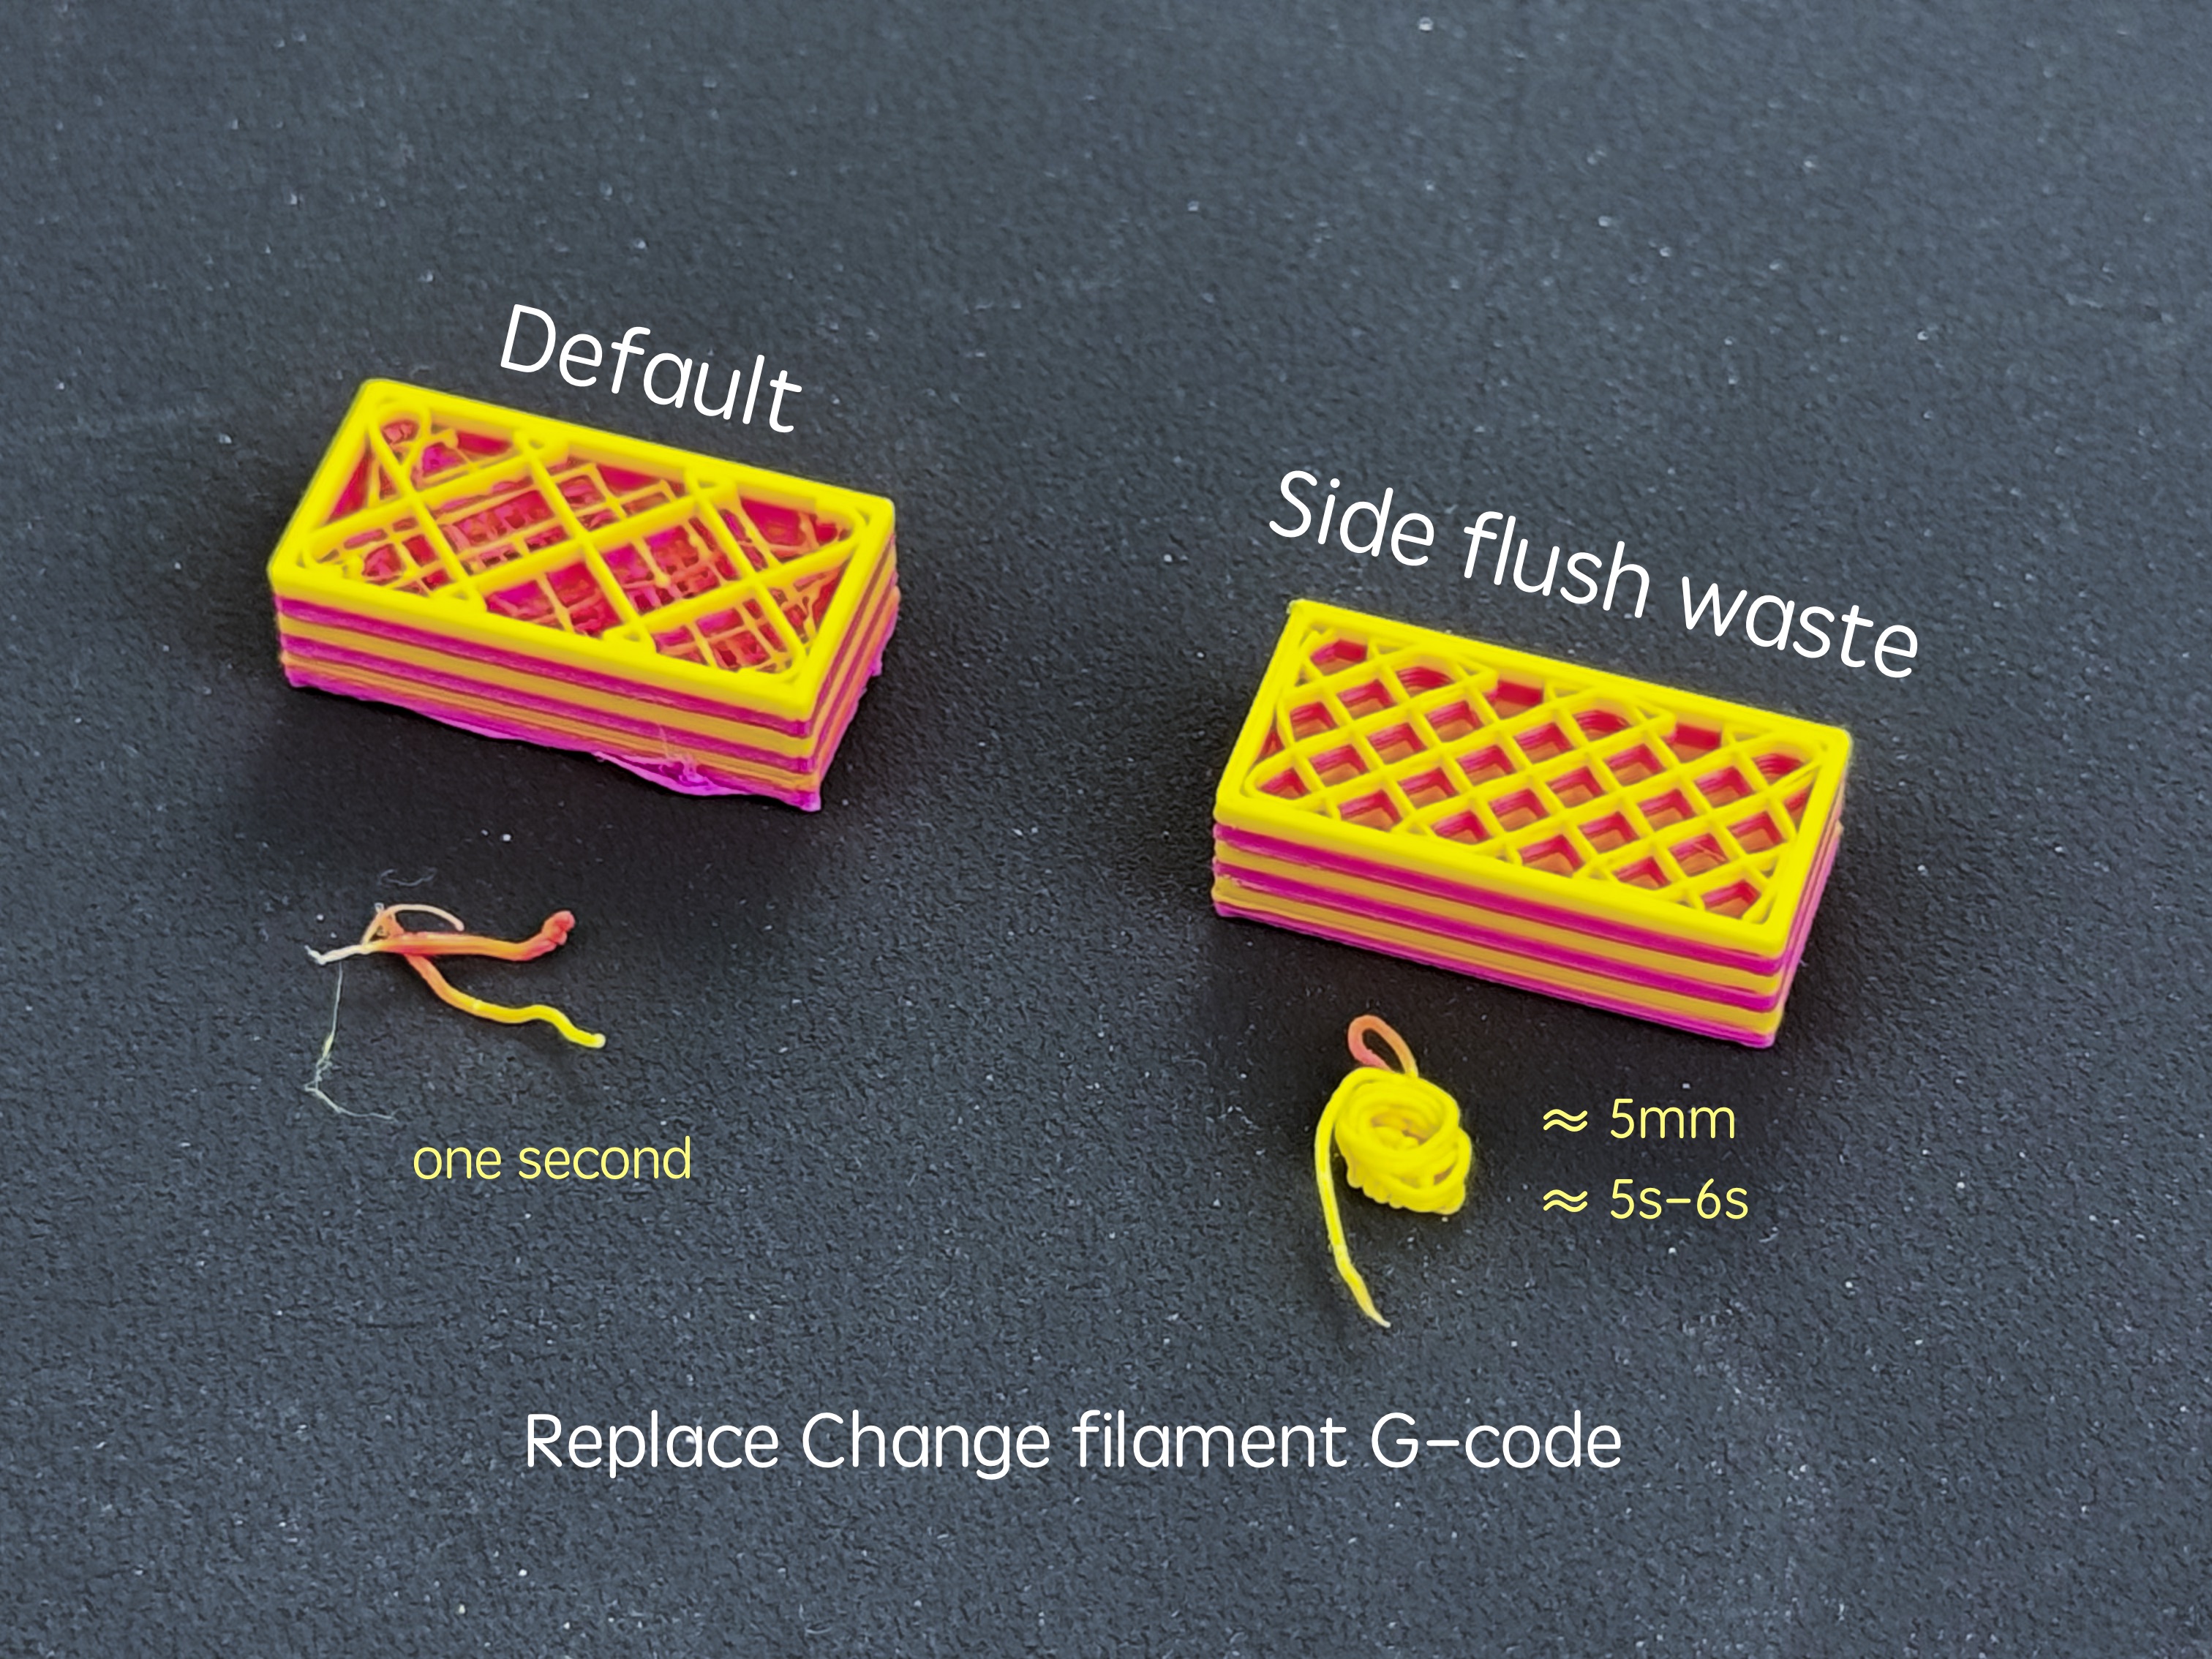 Default
Side flush waste
one second
≈ 5mm
≈ 5s-6s
Replace Change filament G-code